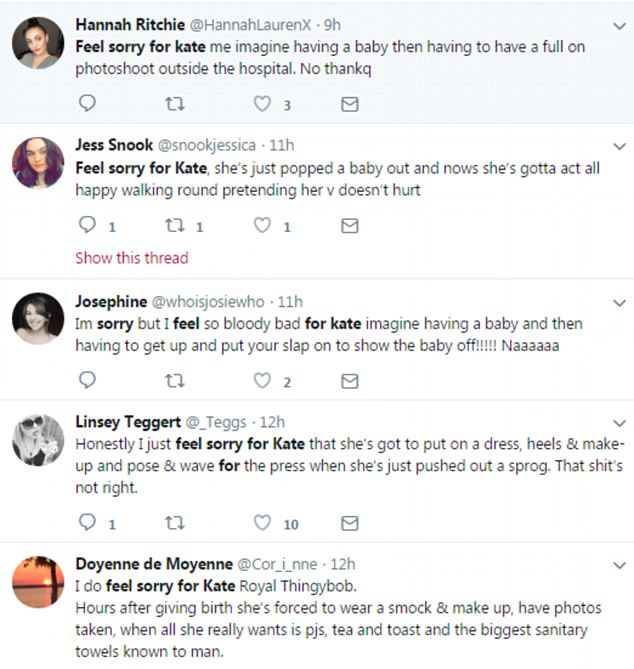 Hannah Ritchie @HannahLaurenX · 9h
Feel sorry for kate me imagine having a baby then having to have a full on
photoshoot outside the hospital. No thankq
3
Jess Snook @snookjessica · 11h
Feel sorry for Kate, she's just popped a baby out and nows she's gotta act all
happy walking round pretending her v doesn't hurt
1 1 1
Show this thread
Josephine @whoisjosiewho · 11h
Im sorry but I feel so bloody bad for kate imagine having a baby and then
having to get up and put your slap on to show the baby off!!!!! Naaaaaa
2
Linsey Teggert @_Teggs · 12h
Honestly I just feel sorry for Kate that she's got to put on a dress, heels & make-
up and pose & wave for the press when she's just pushed out a sprog. That shit's
not right.
1 10
Doyenne de Moyenne @Cor_i_nne · 12h
I do feel sorry for Kate Royal Thingybob.
Hours after giving birth she's forced to wear a smock & make up, have photos
taken, when all she really wants is pjs, tea and toast and the biggest sanitary
towels known to man.